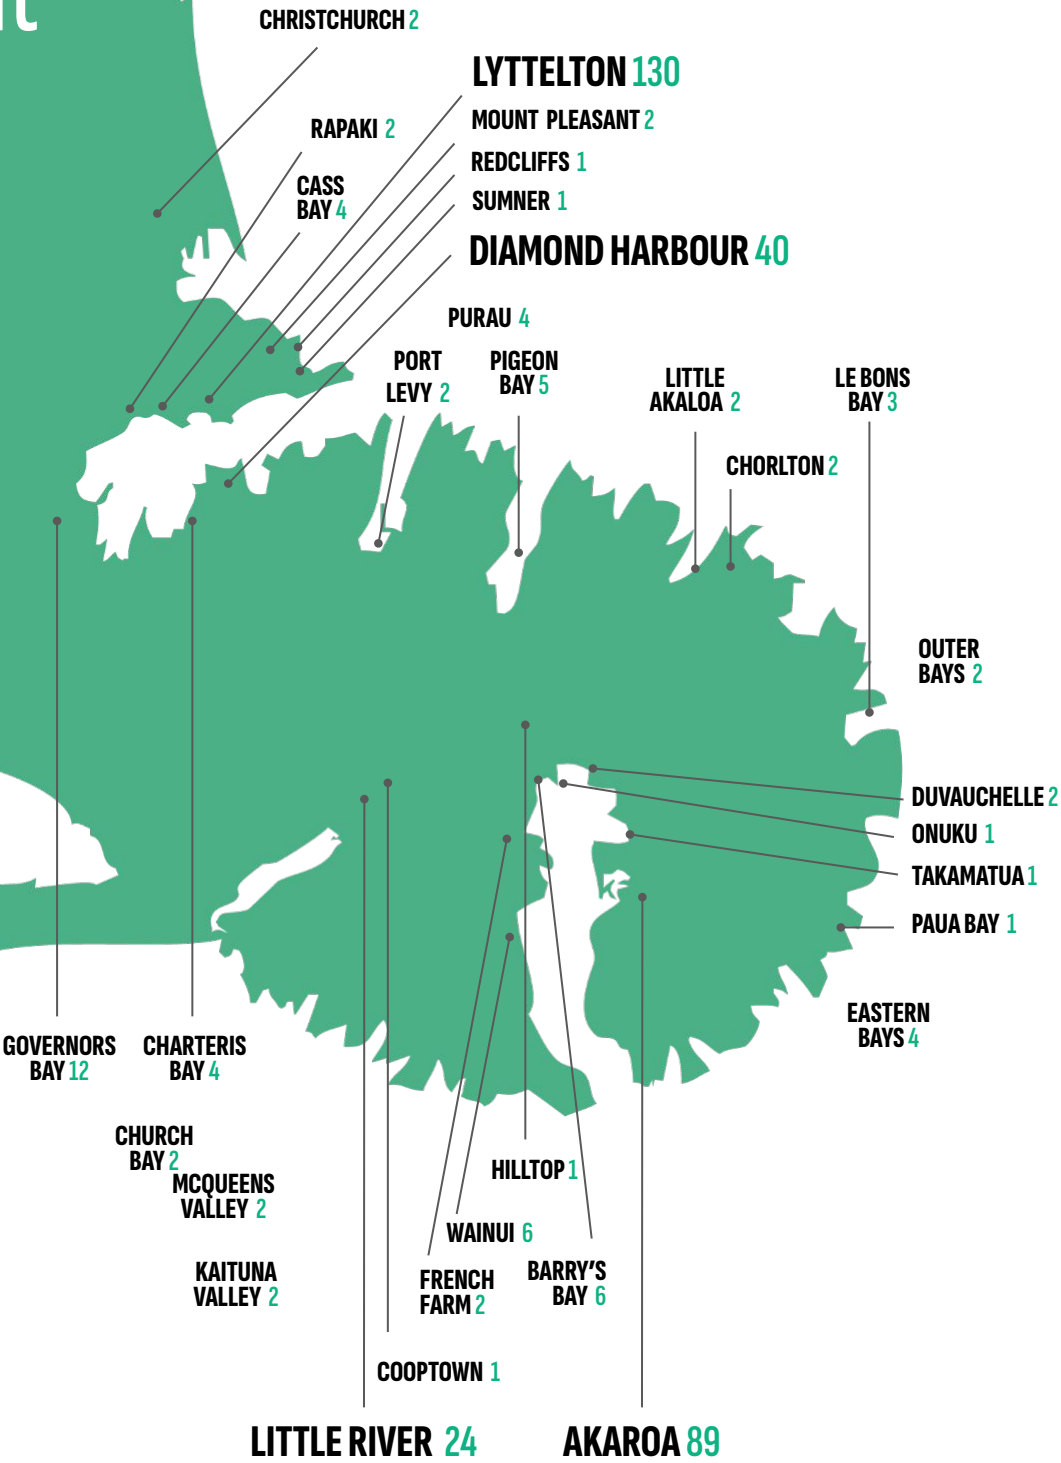 CHRISTCHURCH 2
LYTTELTON 130
MOUNT PLEASANT 2
RAPAKI 2
REDCLIFFS 1
CASS
BAY 4
SUMNER 1
DIAMOND HARBOUR 40
PURAU 4
PORT
LEVY 2
PIGEON
BAY 5
LITTLE
AKALOA 2
LE BONS
BAY 3
CHORLTON 2
OUTER
BAYS 2
DUVAUCHELLE 2
ONUKU 1
TAKAMATUA 1
PAUA BAY 1
EASTERN
BAYS 4
GOVERNORS
BAY 12
CHARTERIS
BAY 4
CHURCH
BAY 2
MCQUEENS
VALLEY 2
HILLTOP 1
WAINUI 6
KAITUNA
VALLEY 2
FRENCH
FARM 2
BARRY'S
BAY 6
COOPTOWN 1
LITTLE RIVER 24
AKAROA 89